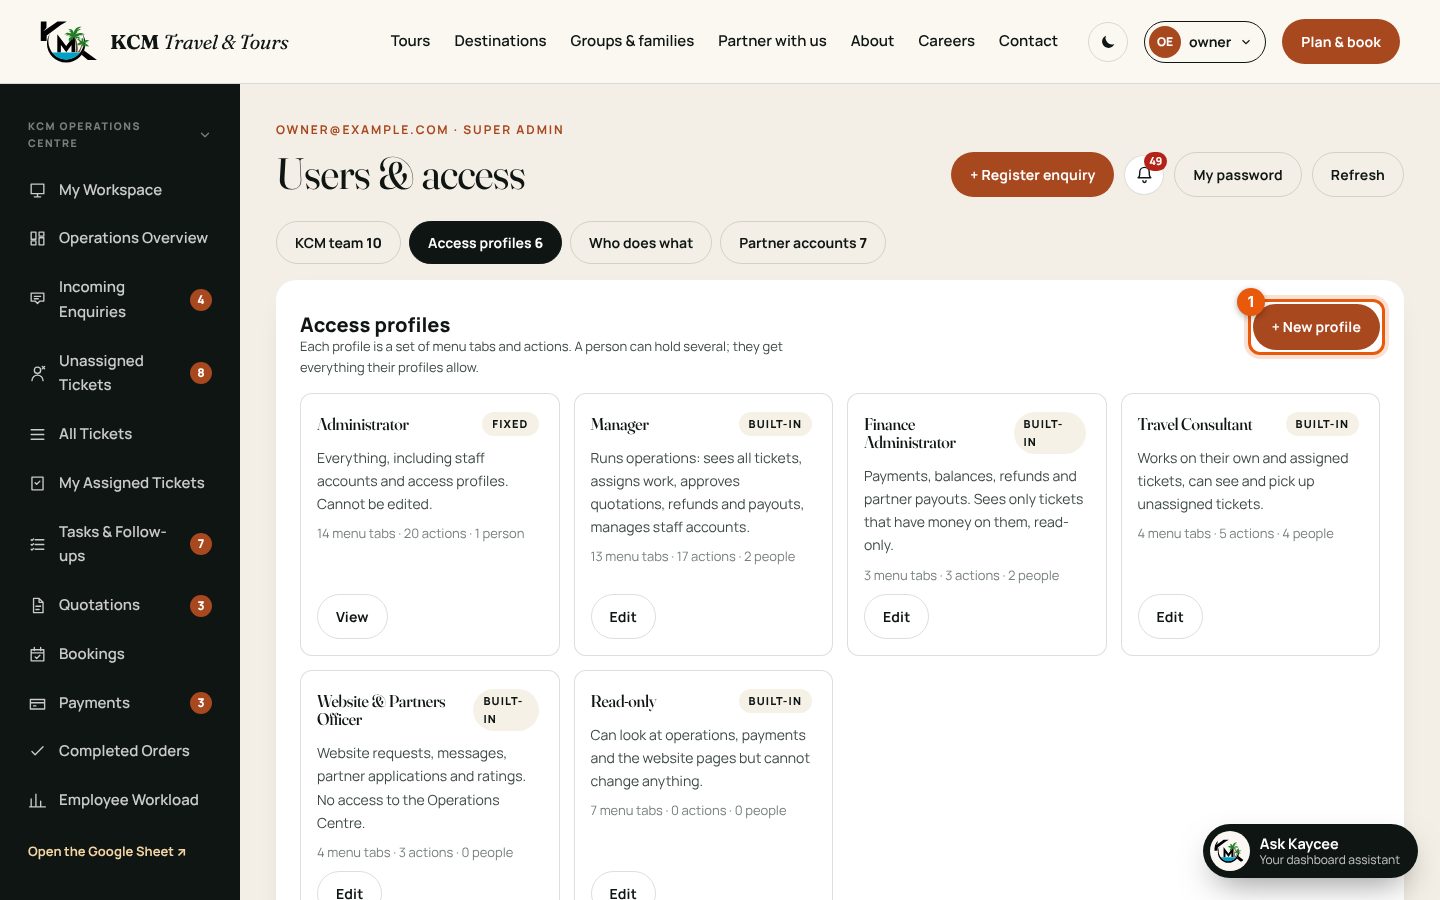 KCM Travel & Tours
Tours
Destinations
Groups & families
Partner with us
About
Careers
Contact
OE
owner
Plan & book
KCM OPERATIONS
CENTRE
My Workspace
Operations Overview
Incoming
Enquiries
4
Unassigned
Tickets
8
All Tickets
My Assigned Tickets
Tasks & Follow-
ups
7
Quotations
3
Bookings
Payments
3
Completed Orders
Employee Workload
Open the Google Sheet ↗
OWNER@EXAMPLE.COM · SUPER ADMIN
Users & access
+ Register enquiry
49
My password
Refresh
KCM team 10
Access profiles 6
Who does what
Partner accounts 7
Access profiles
Each profile is a set of menu tabs and actions. A person can hold several; they get
everything their profiles allow.
1
+ New profile
Administrator
FIXED
Everything, including staff
accounts and access profiles.
Cannot be edited.
14 menu tabs · 20 actions · 1 person
View
Manager
BUILT-IN
Runs operations: sees all tickets,
assigns work, approves
quotations, refunds and payouts,
manages staff accounts.
13 menu tabs · 17 actions · 2 people
Edit
Finance
Administrator
BUILT-
IN
Payments, balances, refunds and
partner payouts. Sees only tickets
that have money on them, read-
only.
3 menu tabs · 3 actions · 2 people
Edit
Travel Consultant
BUILT-IN
Works on their own and assigned
tickets, can see and pick up
unassigned tickets.
4 menu tabs · 5 actions · 4 people
Edit
Website & Partners
Officer
BUILT-
IN
Website requests, messages,
partner applications and ratings.
No access to the Operations
Centre.
4 menu tabs · 3 actions · 0 people
Edit
Read-only
BUILT-IN
Can look at operations, payments
and the website pages but cannot
change anything.
7 menu tabs · 0 actions · 0 people
Edit
Ask Kaycee
Your dashboard assistant